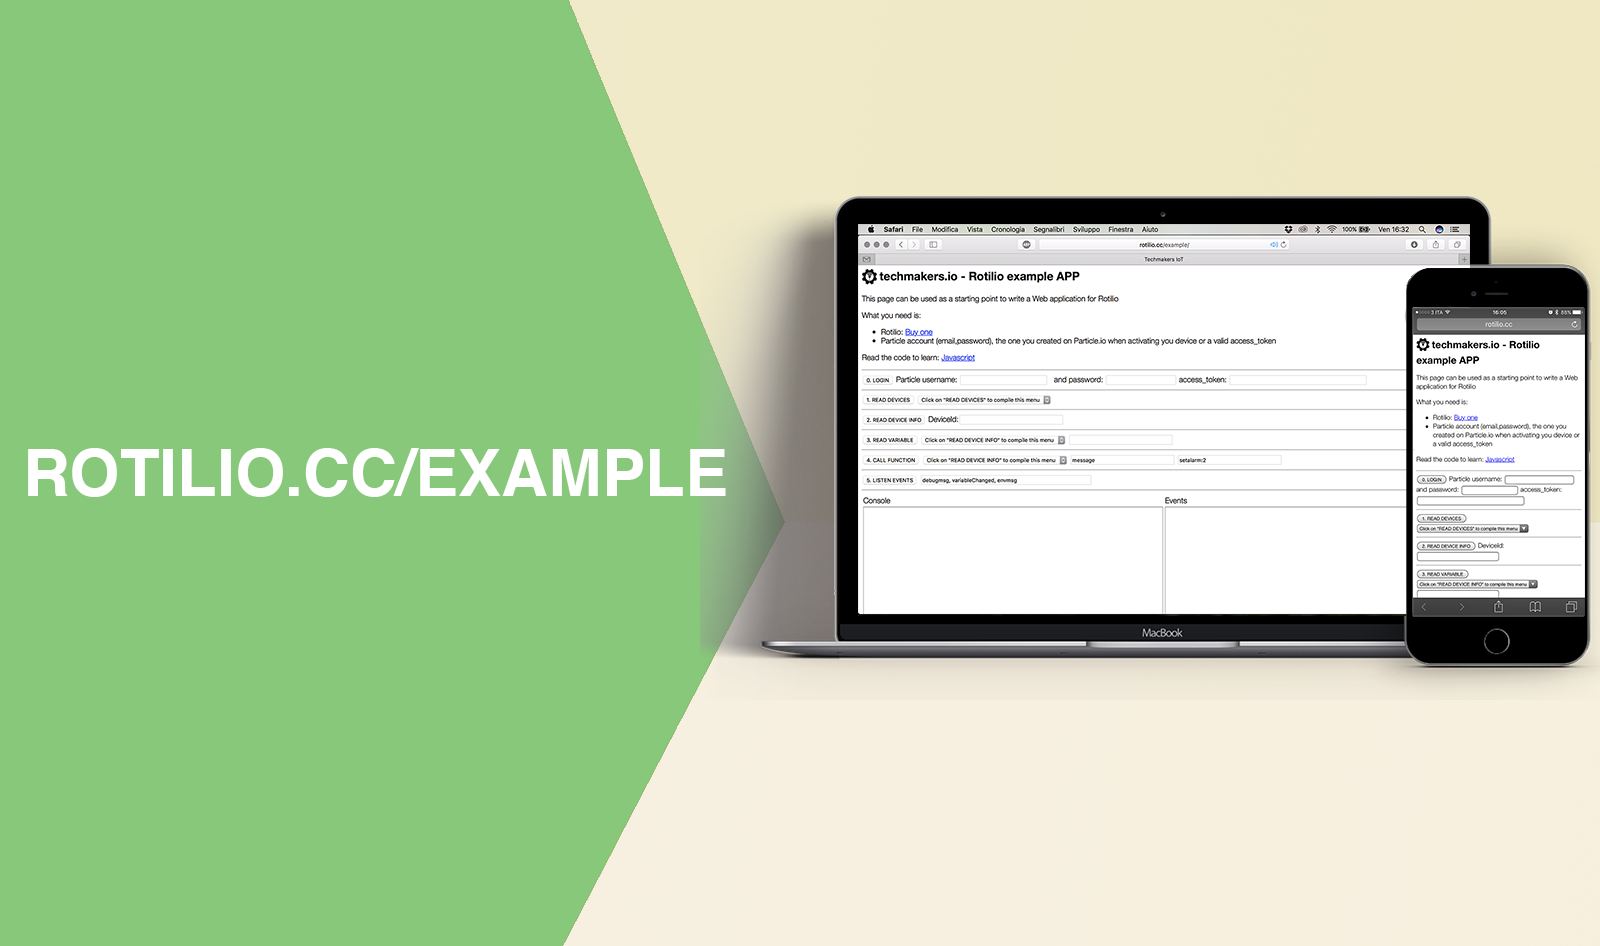 ROTILIO.CC/EXAMPLE
Safari File Modifica Vista Cronologia Segnalibri Sviluppo Finestra Aiuto 100% Ven 16:32
rotilio.cc/example/
Techmakers IoT
techmakers.io - Rotilio example APP
This page can be used as a starting point to write a Web application for Rotilio
What you need is:
• Rotilio: Buy one
• Particle account (email,password), the one you created on Particle.io when activating you device or a valid access_token
Read the code to learn: Javascript
0. LOGIN Particle username: and password: access_token:
1. READ DEVICES Click on "READ DEVICES" to compile this menu
2. READ DEVICE INFO DeviceId:
3. READ VARIABLE Click on "READ DEVICE INFO" to compile this menu
4. CALL FUNCTION Click on "READ DEVICE INFO" to compile this menu message setalarm:2
5. LISTEN EVENTS debugmsg, variableChanged, envmsg
Console Events
MacBook
3 ITA 16:05 88%
rotilio.cc
techmakers.io - Rotilio
example APP
This page can be used as a starting point to write a Web
application for Rotilio
What you need is:
• Rotilio: Buy one
• Particle account (email,password), the one you
created on Particle.io when activating you device or
a valid access_token
Read the code to learn: Javascript
0. LOGIN Particle username:
and password: access_token:
1. READ DEVICES
Click on "READ DEVICES" to compile this menu
2. READ DEVICE INFO DeviceId:
3. READ VARIABLE
Click on "READ DEVICE INFO" to compile this menu